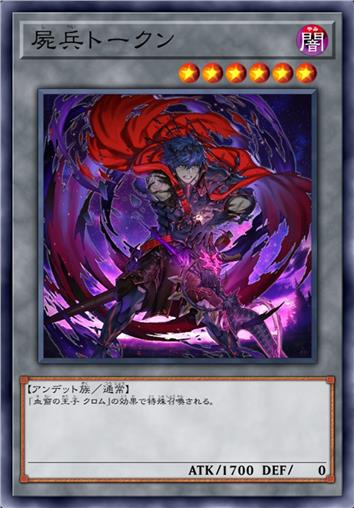 屍兵トークン
闇
【アンデット族／通常】
「血窗の王子 クロム」の効果で特殊召喚される。
ATK/1700 DEF/ 0